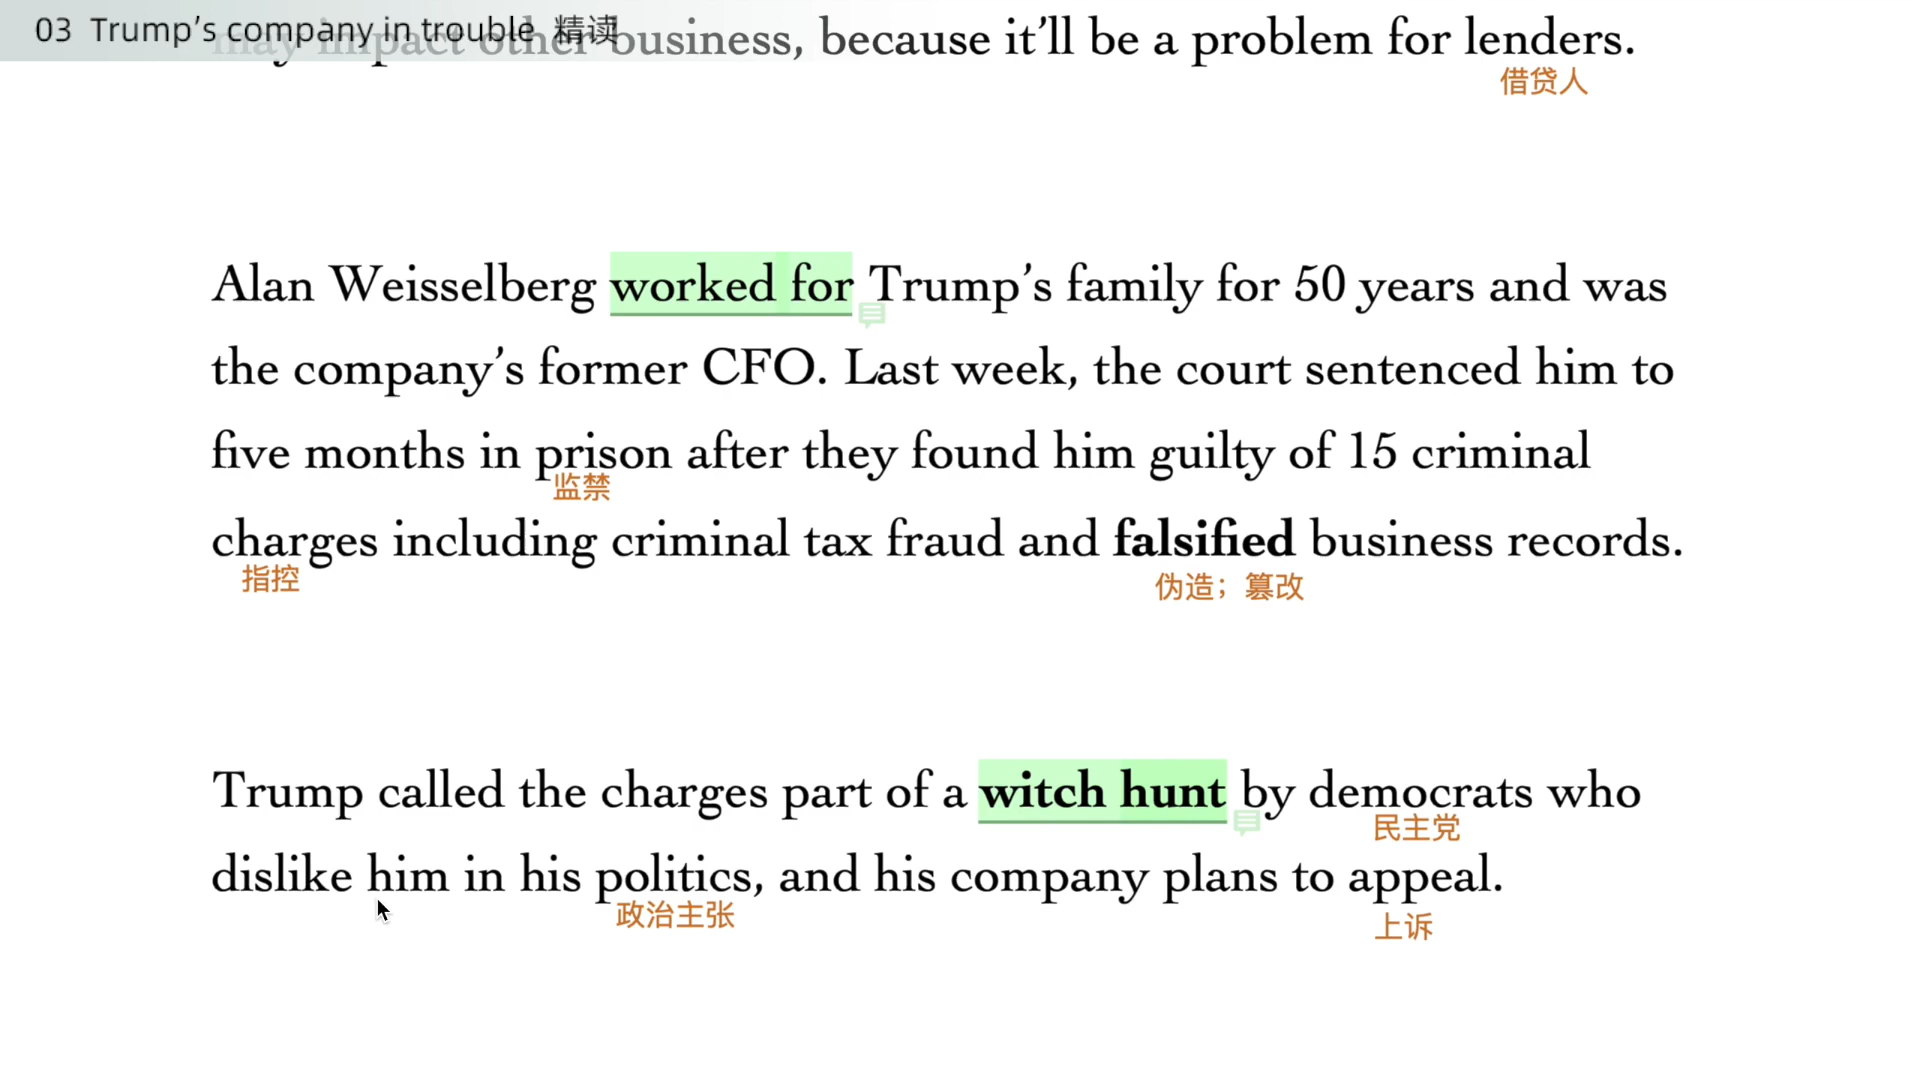 03 Trump’s company in trouble 精读
may impact other business, because it’ll be a problem for lenders.
借贷人
Alan Weisselberg worked for Trump’s family for 50 years and was
the company’s former CFO. Last week, the court sentenced him to
five months in prison after they found him guilty of 15 criminal
监禁
charges including criminal tax fraud and falsified business records.
指控
伪造；篡改
Trump called the charges part of a witch hunt by democrats who
民主党
dislike him in his politics, and his company plans to appeal.
政治主张
上诉